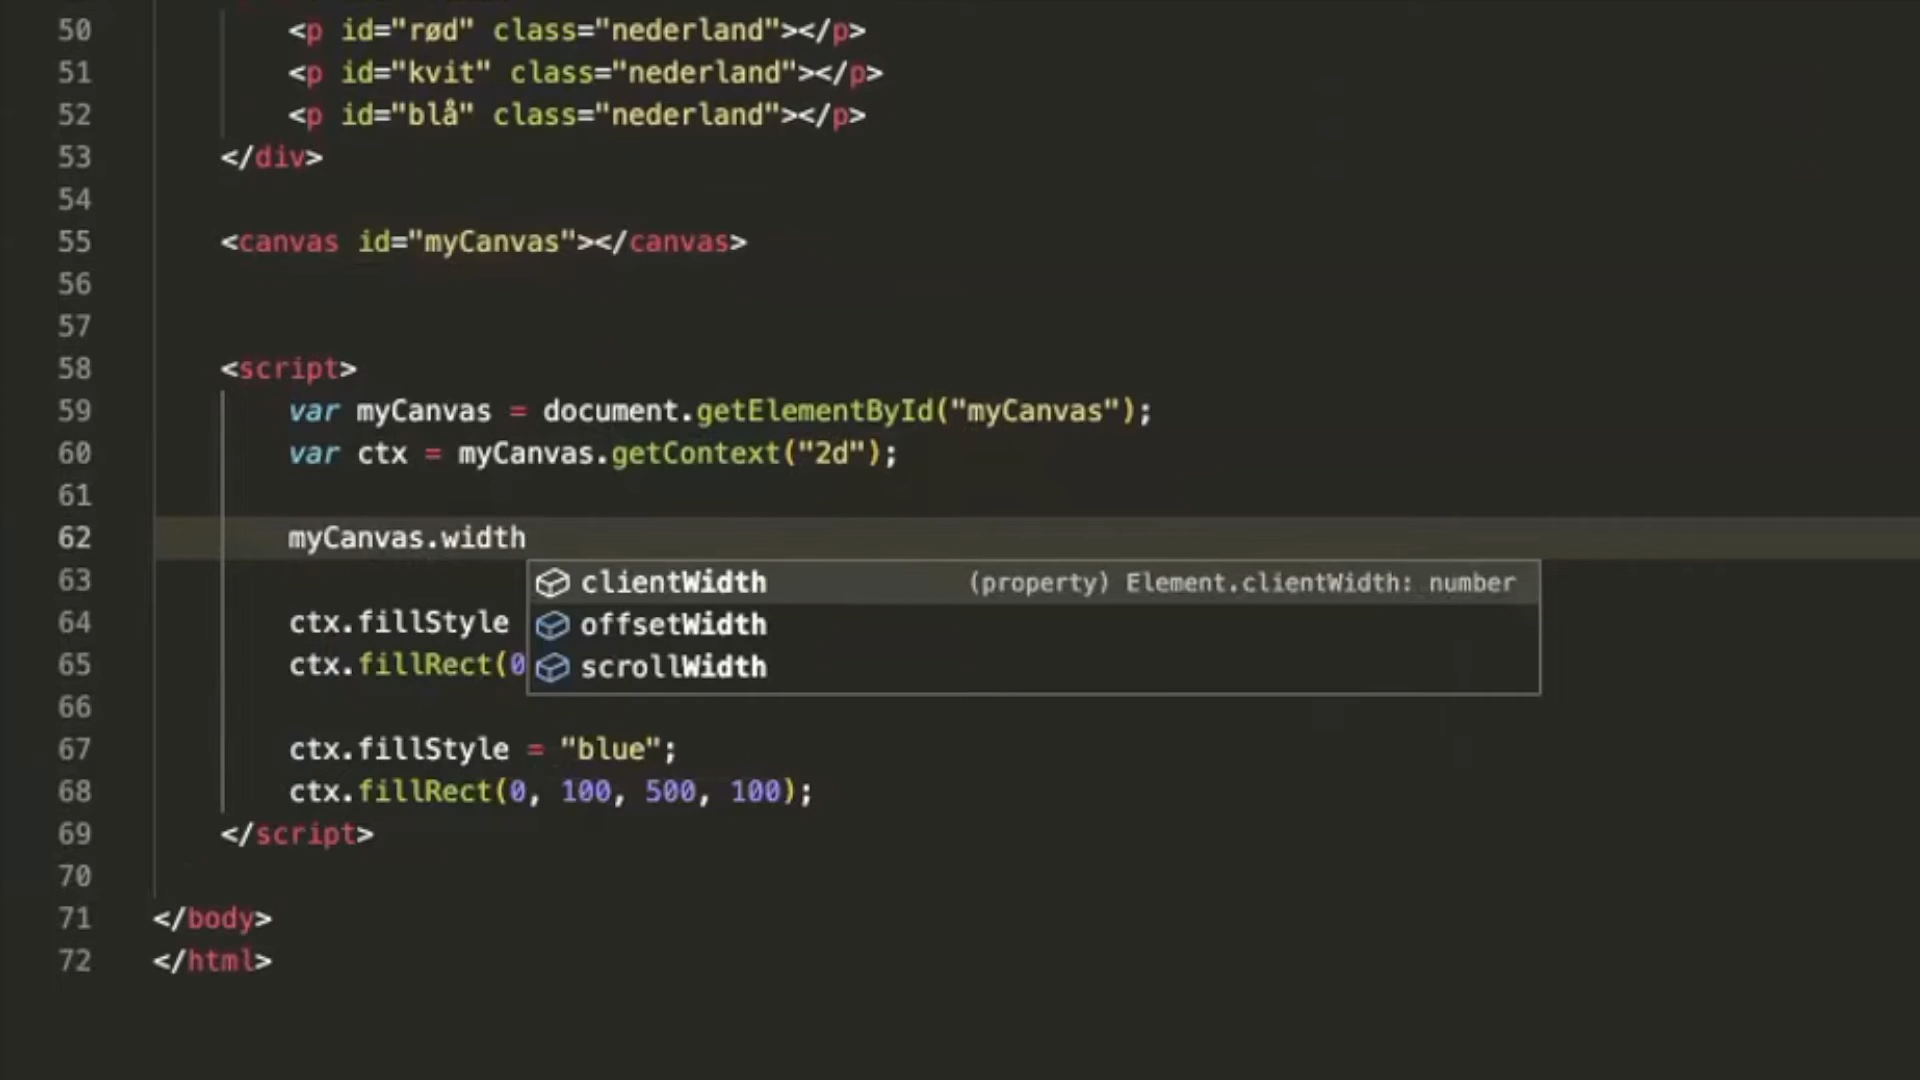 50 <p id="rød" class="nederland"></p>
51 <p id="kvit" class="nederland"></p>
52 <p id="blå" class="nederland"></p>
53 </div>
54
55 <canvas id="myCanvas"></canvas>
56
57
58 <script>
59 var myCanvas = document.getElementById("myCanvas");
60 var ctx = myCanvas.getContext("2d");
61
62 myCanvas.width
63 clientWidth (property) Element.clientWidth: number
64 ctx.fillStyle offsetWidth
65 ctx.fillRect(0 scrollWidth
66
67 ctx.fillStyle = "blue";
68 ctx.fillRect(0, 100, 500, 100);
69 </script>
70
71 </body>
72 </html>